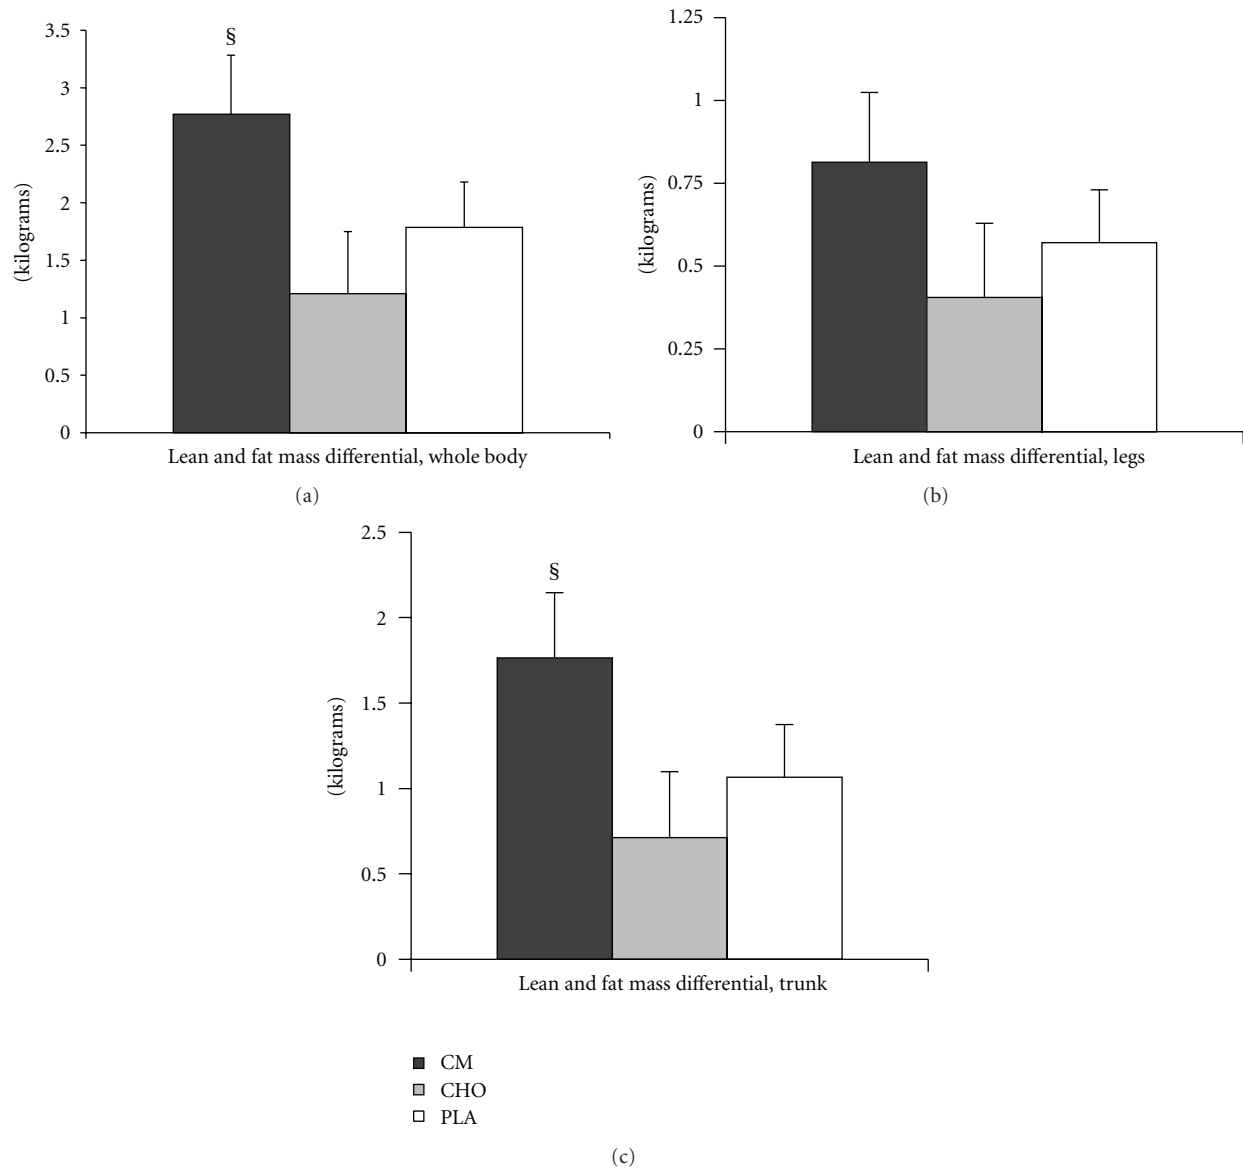 3.5
§
3
2.5
2
1.5
1
0.5
0
(kilograms)
Lean and fat mass differential, whole body
(a)
1.25
1
0.75
0.5
0.25
0
(kilograms)
Lean and fat mass differential, legs
(b)
2.5
§
2
1.5
1
0.5
0
(kilograms)
Lean and fat mass differential, trunk
CM
CHO
PLA
(c)